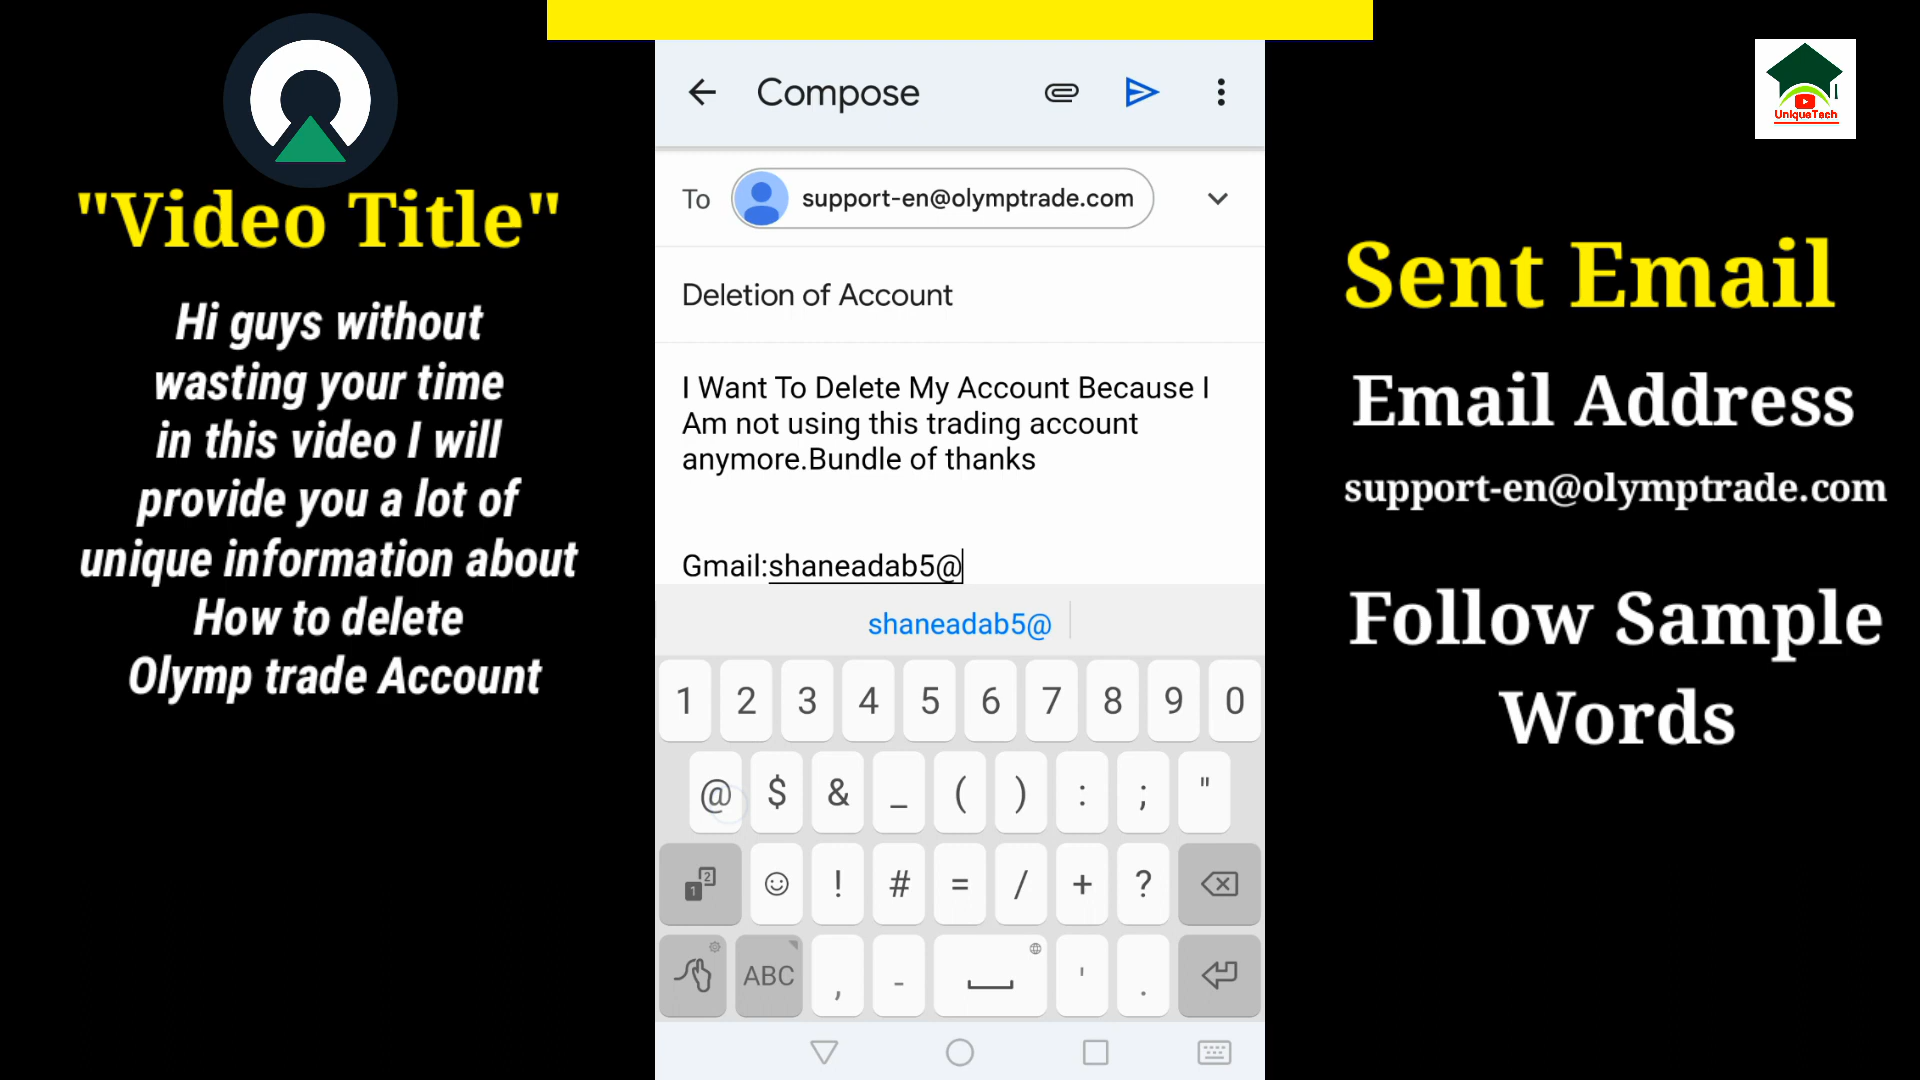 "Video Title"
Hi guys without
wasting your time
in this video I will
provide you a lot of
unique information about
How to delete
Olymp trade Account
Compose
To support-en@olymptrade.com
Deletion of Account
I Want To Delete My Account Because I
Am not using this trading account
anymore.Bundle of thanks
Gmail:shaneadab5@
shaneadab5@
1 2 3 4 5 6 7 8 9 0
@ $ & _ ( ) : ; "
1 2 ! # = / + ?
ABC , - ' .
UniqueTech
Sent Email
Email Address
support-en@olymptrade.com
Follow Sample
Words